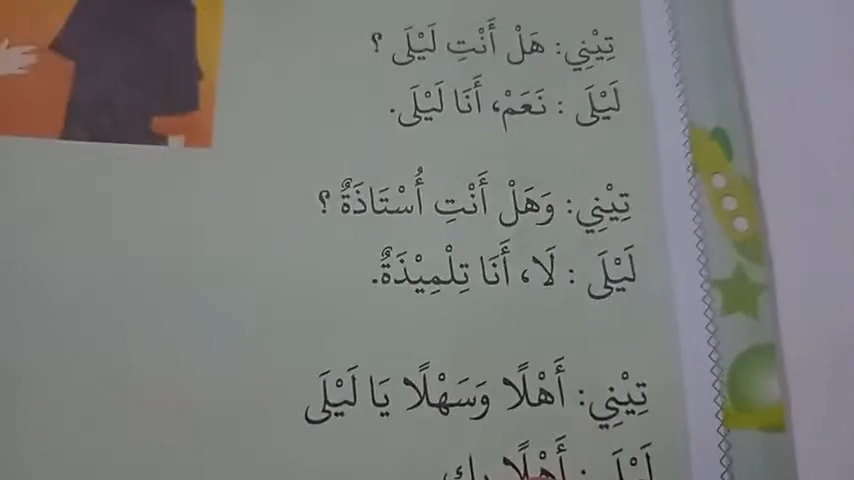 تِيْنِي: هَلْ أَنْتِ لَيْلَى ؟
لَيْلَى : نَعَمْ، أَنَا لَيْلَى.
تِيْنِي: وَهَلْ أَنْتِ أُسْتَاذَةٌ ؟
لَيْلَى : لَا، أَنَا تِلْمِيْذَةٌ.
تِيْنِي: أَهْلًا وَسَهْلًا يَا لَيْلَى
لَيْلَى : أَهْلًا بِكِ